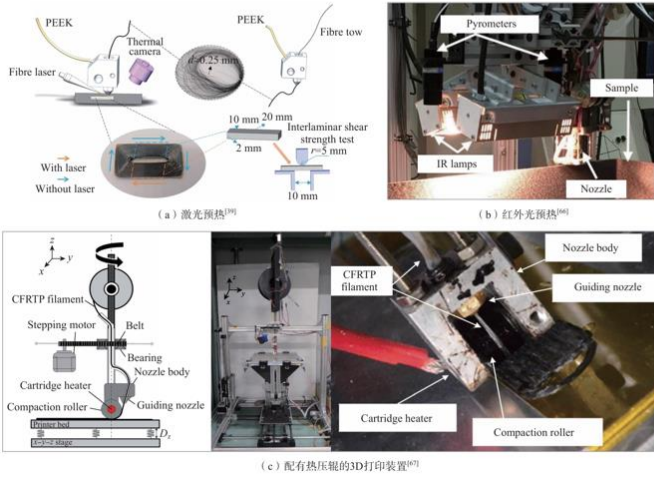 PEEK
PEEK
Fibre tow
Thermal
camera
Fibre laser
d=0.25 mm
10 mm
20 mm
2 mm
Interlaminar shear
strength test
r=5 mm
10 mm
With laser
Without laser
（a）激光预热[39]
Pyrometers
Sample
IR lamps
Nozzle
（b）红外光预热[66]
z
x
y
CFRTP filament
Stepping motor
Belt
Bearing
Nozzle body
Cartridge heater
Guiding nozzle
Compaction roller
Printer bed
x-y-z stage
Dz
z
y
CFRTP
filament
Nozzle body
Guiding nozzle
Cartridge heater
Compaction roller
（c）配有热压辊的3D打印装置[67]